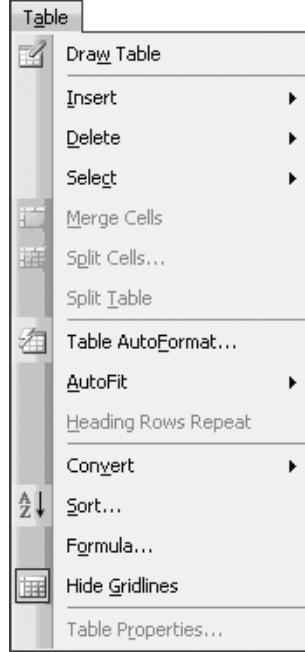 Table
Draw Table
Insert
Delete
Select
Merge Cells
Split Cells...
Split Table
Table AutoFormat...
AutoFit
Heading Rows Repeat
Convert
A
Z
Sort...
Formula...
Hide Gridlines
Table Properties...